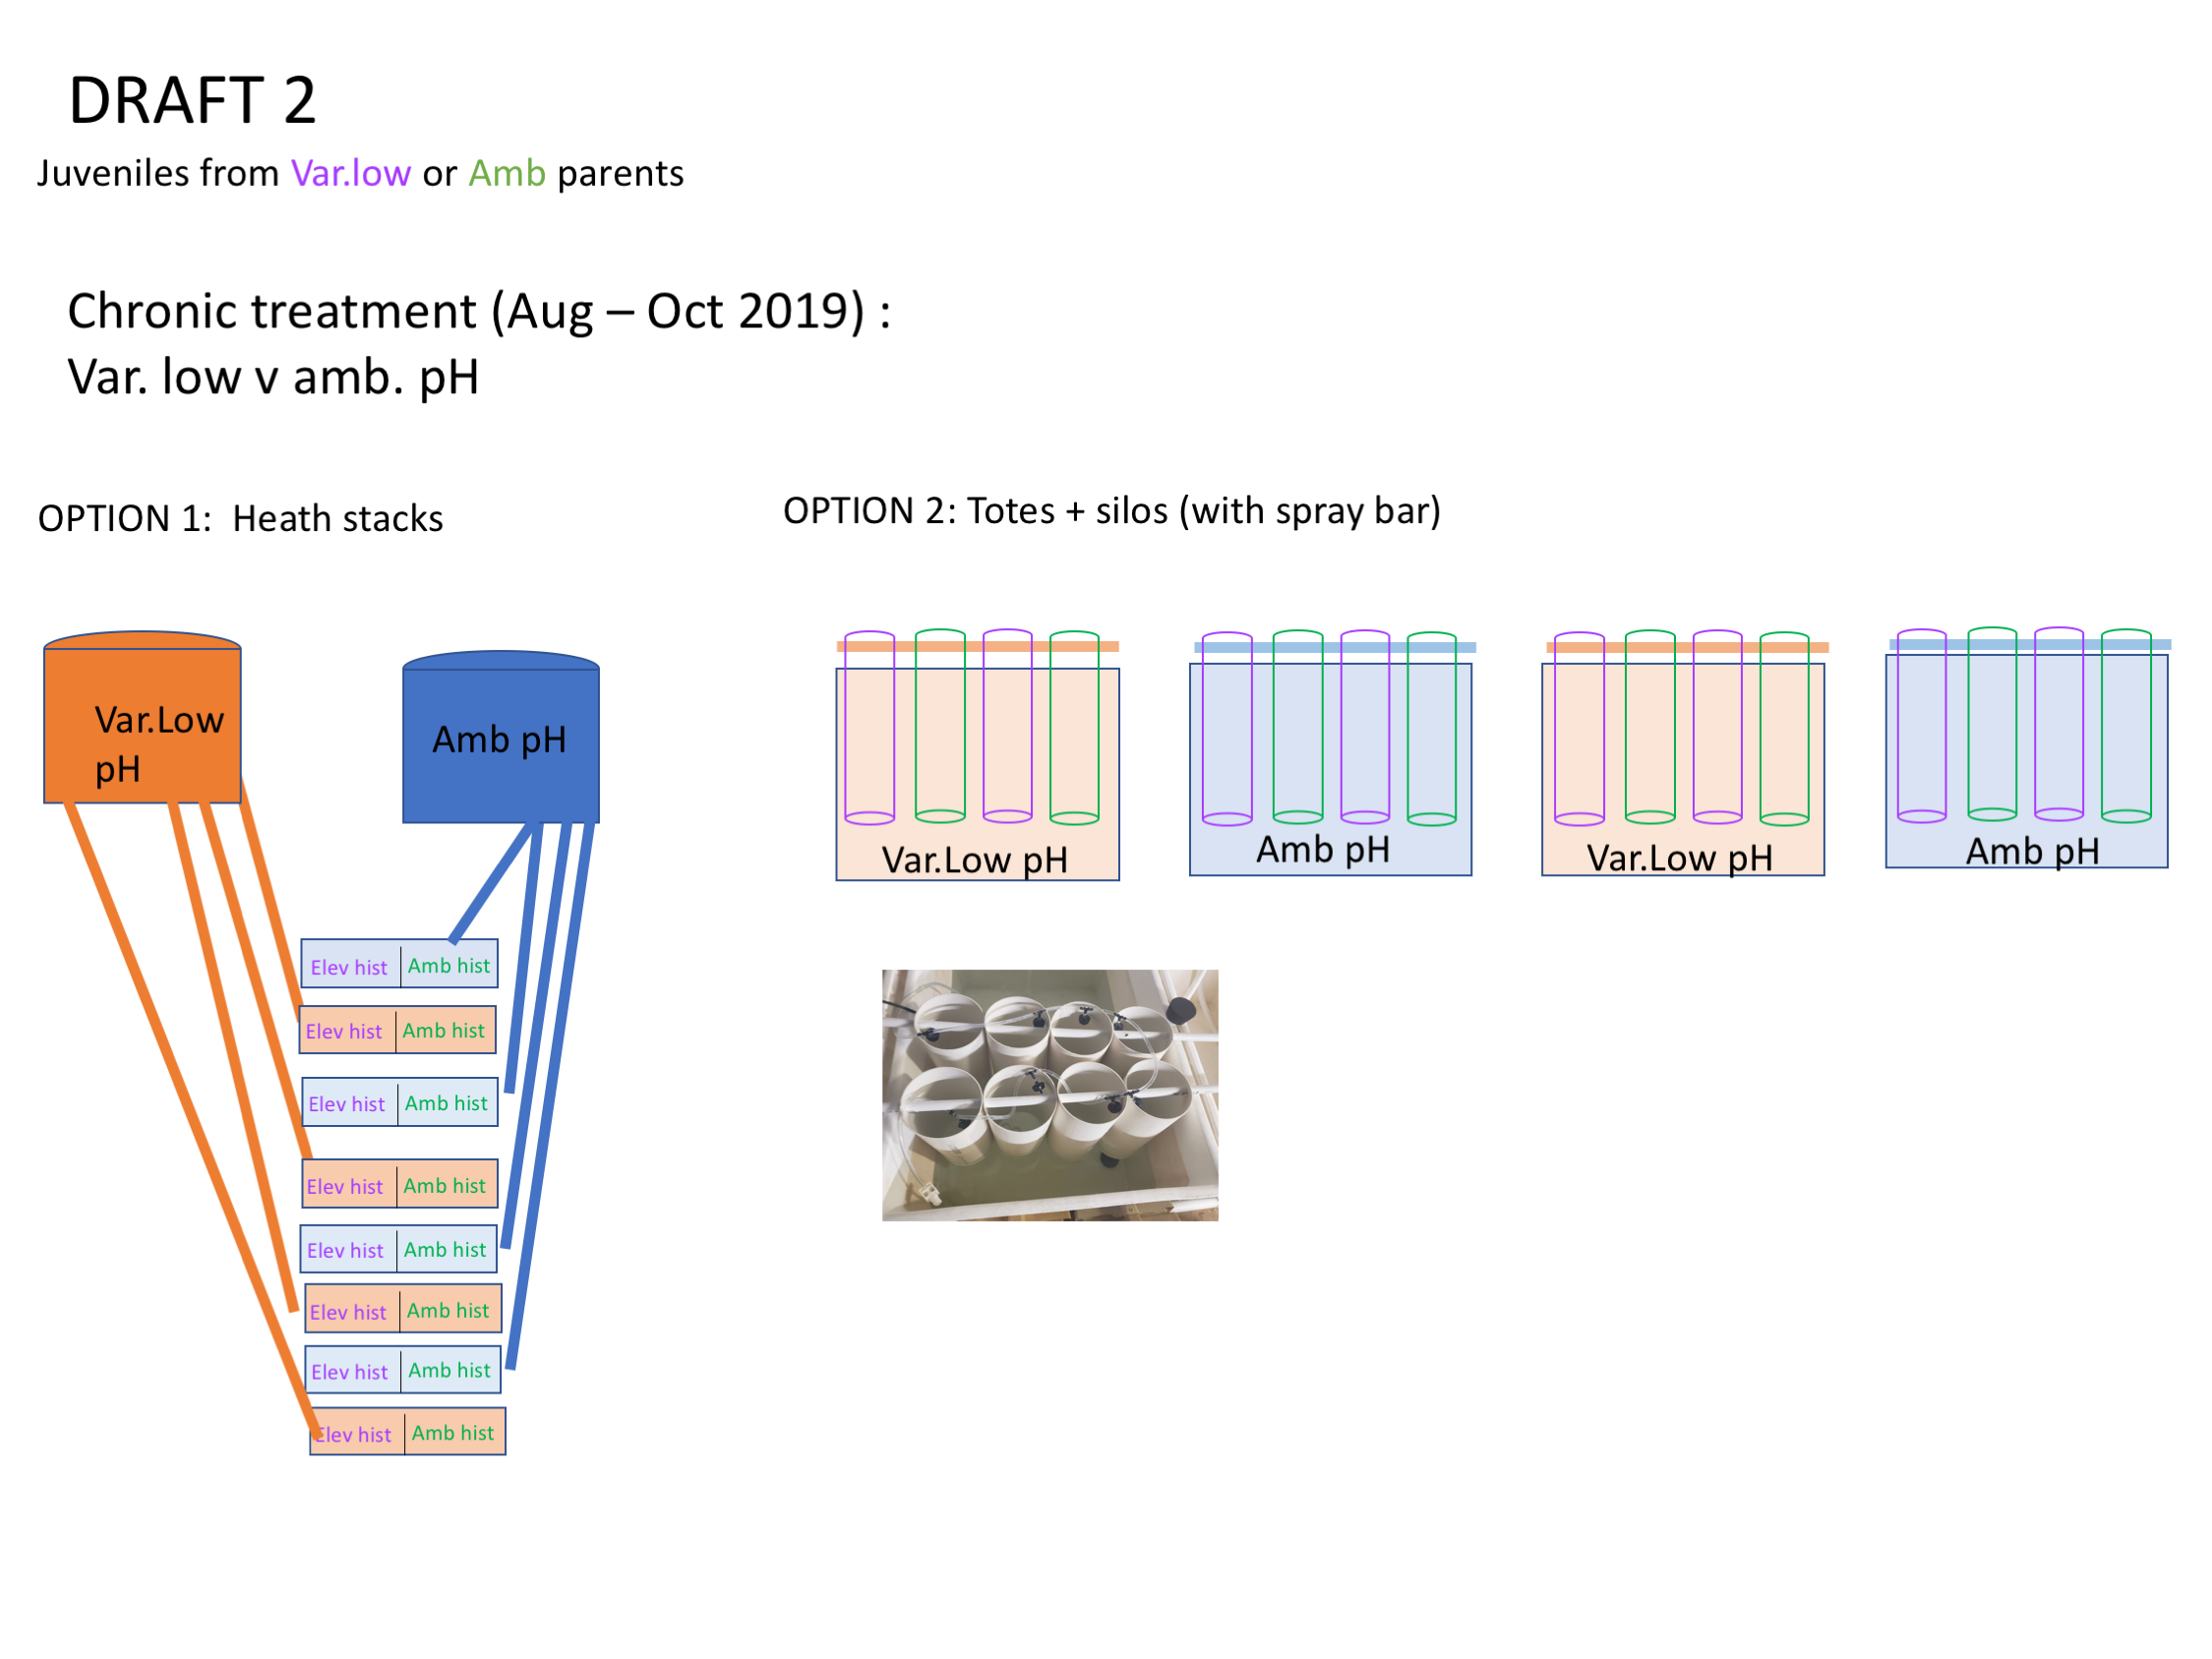 DRAFT 2
Juveniles from Var.low or Amb parents
Chronic treatment (Aug – Oct 2019) :
Var. low v amb. pH
OPTION 1:  Heath stacks
OPTION 2: Totes + silos (with spray bar)
Var.Low
pH
Amb pH
Var.Low pH
Amb pH
Var.Low pH
Amb pH
Elev hist Amb hist
Elev hist Amb hist
Elev hist Amb hist
Elev hist Amb hist
Elev hist Amb hist
Elev hist Amb hist
Elev hist Amb hist
Elev hist Amb hist